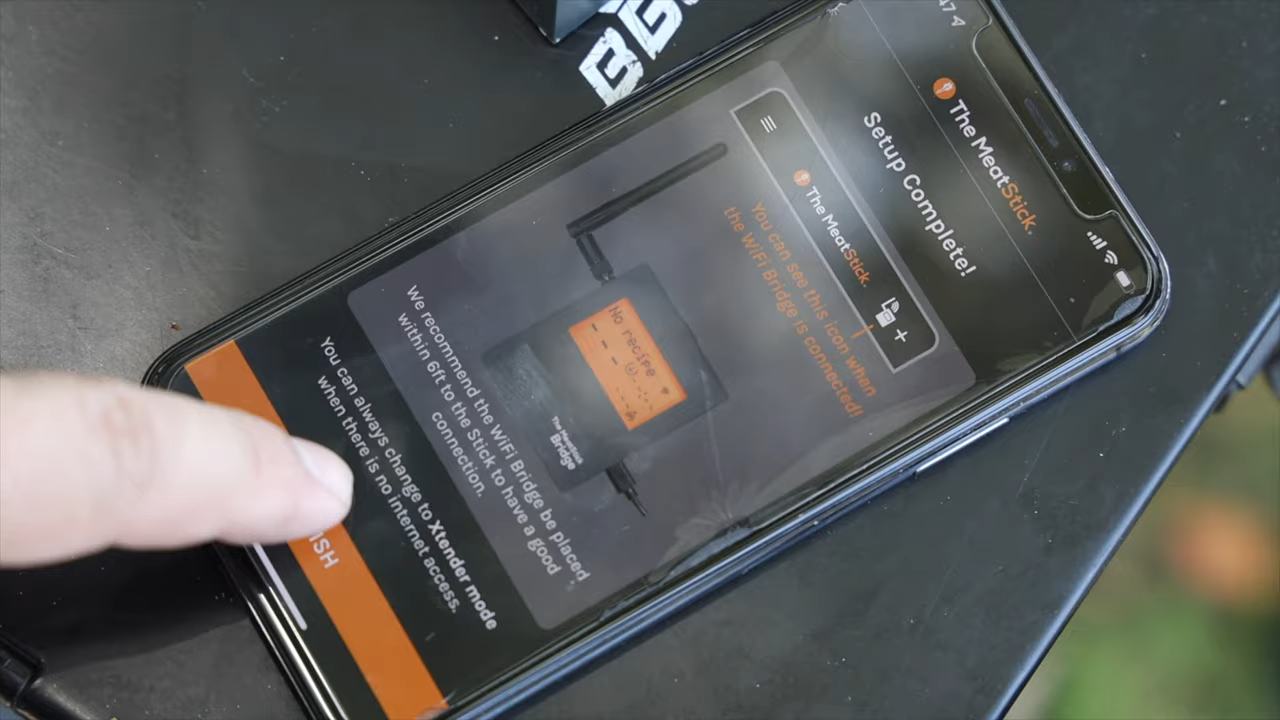 The MeatStick.
Setup Complete!
The MeatStick.
You can see this icon when
the WiFi Bridge is connected!
No recipe
The MeatStick
Bridge
We recommend the WiFi Bridge be placed
within 6ft to the Stick to have a good
connection.
You can always change to Xtender mode
when there is no internet access.